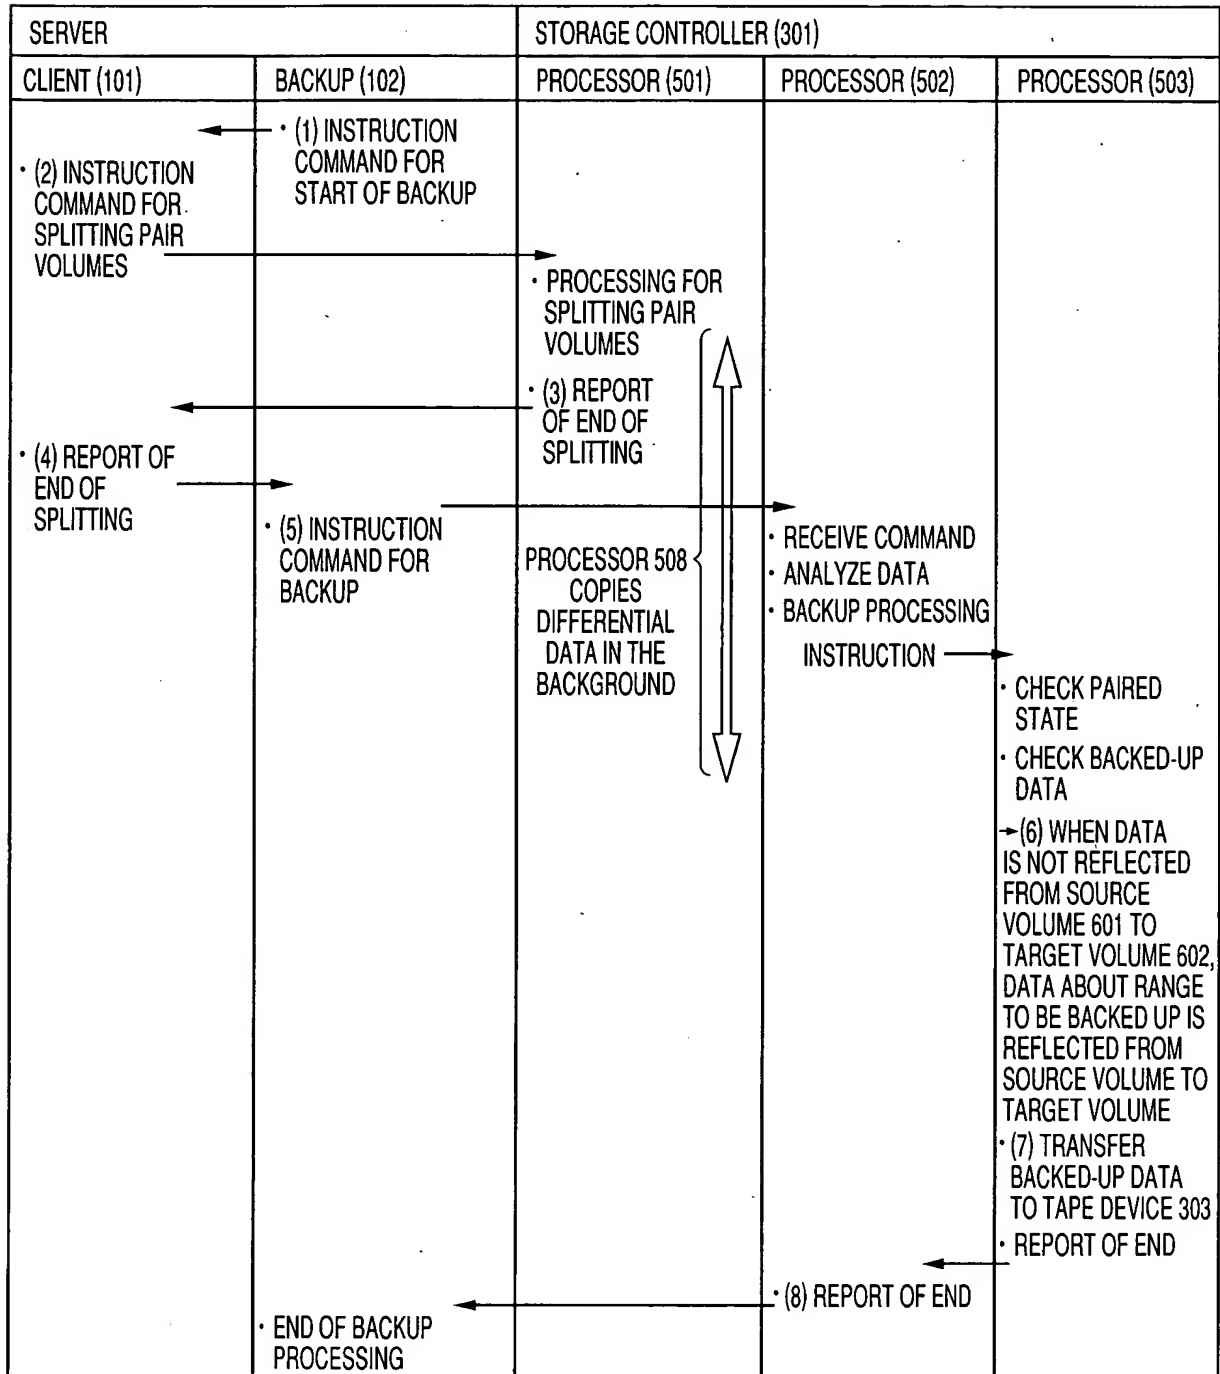 SERVER
STORAGE CONTROLLER (301)
CLIENT (101)
BACKUP (102)
PROCESSOR (501)
PROCESSOR (502)
PROCESSOR (503)
· (1) INSTRUCTION
COMMAND FOR
START OF BACKUP
· (2) INSTRUCTION
COMMAND FOR
SPLITTING PAIR
VOLUMES
· PROCESSING FOR
SPLITTING PAIR
VOLUMES
· (3) REPORT
OF END OF
SPLITTING
· (4) REPORT OF
END OF
SPLITTING
· (5) INSTRUCTION
COMMAND FOR
BACKUP
PROCESSOR 508
COPIES
DIFFERENTIAL
DATA IN THE
BACKGROUND
· RECEIVE COMMAND
· ANALYZE DATA
· BACKUP PROCESSING
INSTRUCTION
· CHECK PAIRED
STATE
· CHECK BACKED-UP
DATA
(6) WHEN DATA
IS NOT REFLECTED
FROM SOURCE
VOLUME 601 TO
TARGET VOLUME 602,
DATA ABOUT RANGE
TO BE BACKED UP IS
REFLECTED FROM
SOURCE VOLUME TO
TARGET VOLUME
· (7) TRANSFER
BACKED-UP DATA
TO TAPE DEVICE 303
· REPORT OF END
· (8) REPORT OF END
· END OF BACKUP
PROCESSING